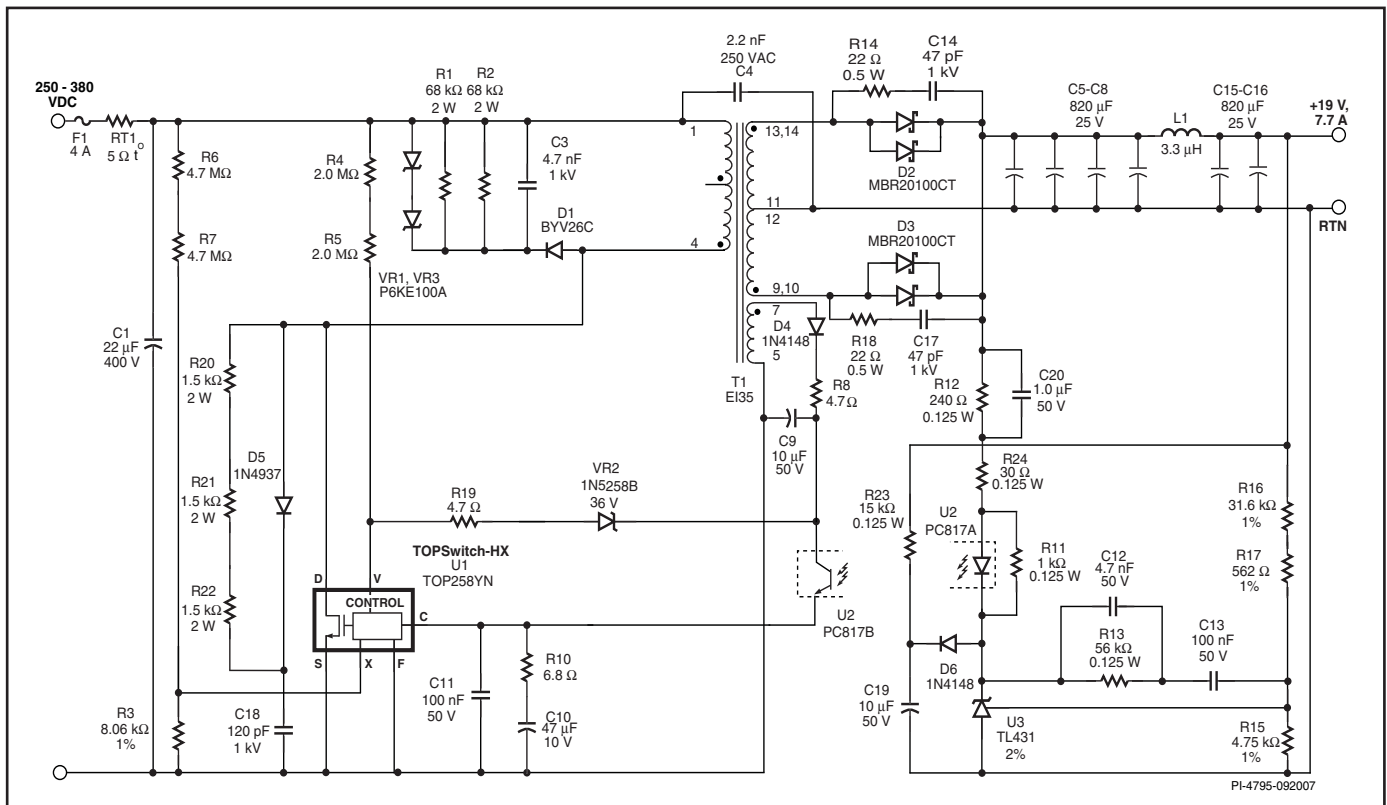 250 - 380
VDC
F1
4 A
RT1
5 Ω
t°
R6
4.7 MΩ
R7
4.7 MΩ
C1
22 μF
400 V
R3
8.06 kΩ
1%
R4
2.0 MΩ
R5
2.0 MΩ
R1
68 kΩ
2 W
R2
68 kΩ
2 W
C3
4.7 nF
1 kV
D1
BYV26C
VR1, VR3
P6KE100A
2.2 nF
250 VAC
C4
1
4
13,14
11
12
9,10
7
5
T1
EI35
R14
22 Ω
0.5 W
C14
47 pF
1 kV
D2
MBR20100CT
D3
MBR20100CT
C5-C8
820 μF
25 V
L1
3.3 μH
C15-C16
820 μF
25 V
+19 V,
7.7 A
RTN
D4
1N4148
R8
4.7 Ω
C9
10 μF
50 V
R18
22 Ω
0.5 W
C17
47 pF
1 kV
R12
240 Ω
0.125 W
C20
1.0 μF
50 V
R20
1.5 kΩ
2 W
D5
1N4937
R21
1.5 kΩ
2 W
R22
1.5 kΩ
2 W
C18
120 pF
1 kV
R19
4.7 Ω
VR2
1N5258B
36 V
TOPSwitch-HX
U1
TOP258YN
D
V
CONTROL
C
S
X
F
C11
100 nF
50 V
R10
6.8 Ω
C10
47 μF
10 V
U2
PC817B
R24
30 Ω
0.125 W
R23
15 kΩ
0.125 W
U2
PC817A
R11
1 kΩ
0.125 W
R16
31.6 kΩ
1%
R17
562 Ω
1%
C12
4.7 nF
50 V
R13
56 kΩ
0.125 W
C13
100 nF
50 V
D6
1N4148
C19
10 μF
50 V
U3
TL431
2%
R15
4.75 kΩ
1%
PI-4795-092007